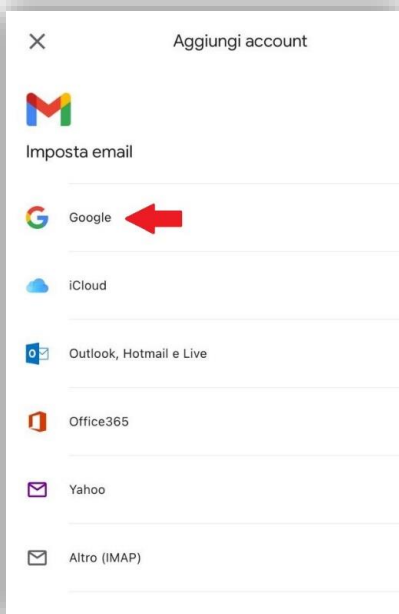 Aggiungi account
Imposta email
Google
iCloud
Outlook, Hotmail e Live
Office365
Yahoo
Altro (IMAP)